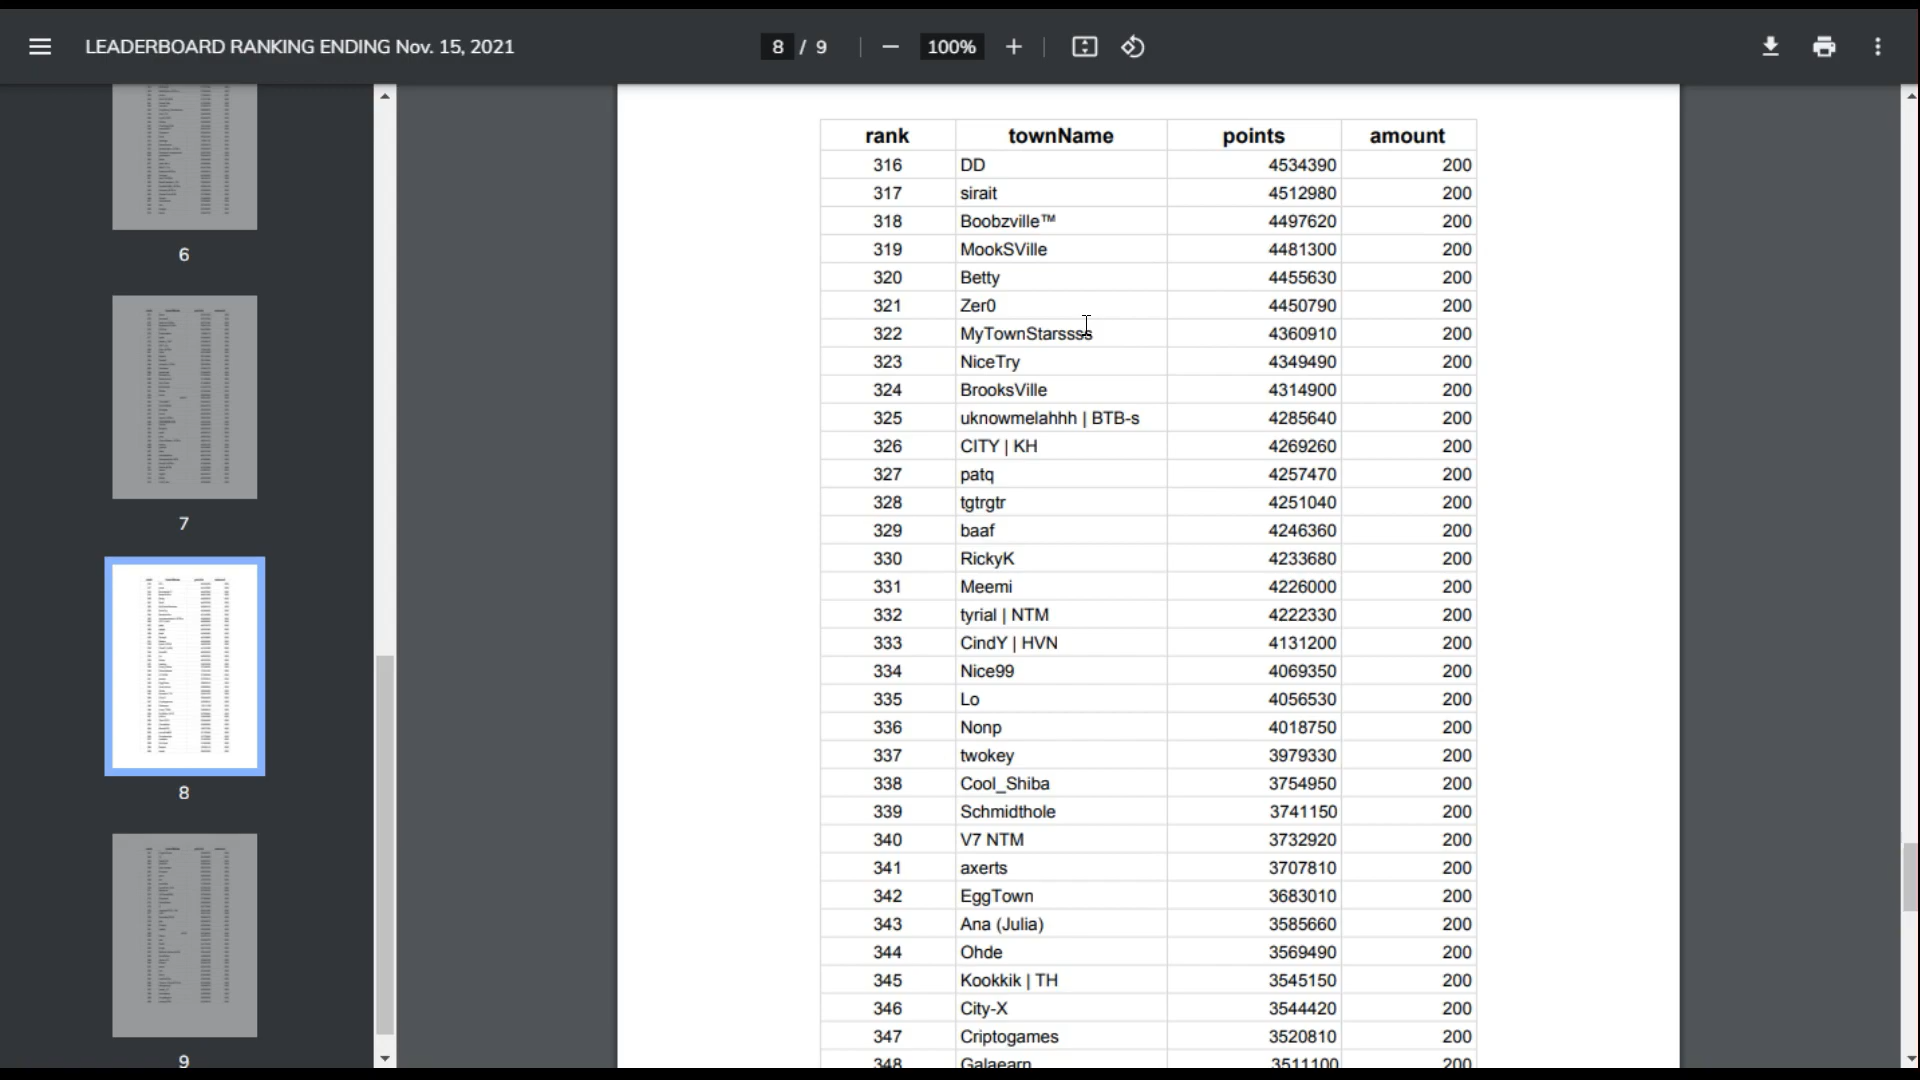 LEADERBOARD RANKING ENDING Nov. 15, 2021
8 / 9
100%
6
7
8
9
rank townName points amount
316 DD 4534390 200
317 sirait 4512980 200
318 Boobzville™ 4497620 200
319 MookSVille 4481300 200
320 Betty 4455630 200
321 Zer0 4450790 200
322 MyTownStarssss 4360910 200
323 NiceTry 4349490 200
324 BrooksVille 4314900 200
325 uknowmelahhh | BTB-s 4285640 200
326 CITY | KH 4269260 200
327 patq 4257470 200
328 tgtrgtr 4251040 200
329 baaf 4246360 200
330 RickyK 4233680 200
331 Meemi 4226000 200
332 tyrial | NTM 4222330 200
333 CindY | HVN 4131200 200
334 Nice99 4069350 200
335 Lo 4056530 200
336 Nonp 4018750 200
337 twokey 3979330 200
338 Cool_Shiba 3754950 200
339 Schmidthole 3741150 200
340 V7 NTM 3732920 200
341 axerts 3707810 200
342 EggTown 3683010 200
343 Ana (Julia) 3585660 200
344 Ohde 3569490 200
345 Kookkik | TH 3545150 200
346 City-X 3544420 200
347 Criptogames 3520810 200
348 Galaearn 3511100 200